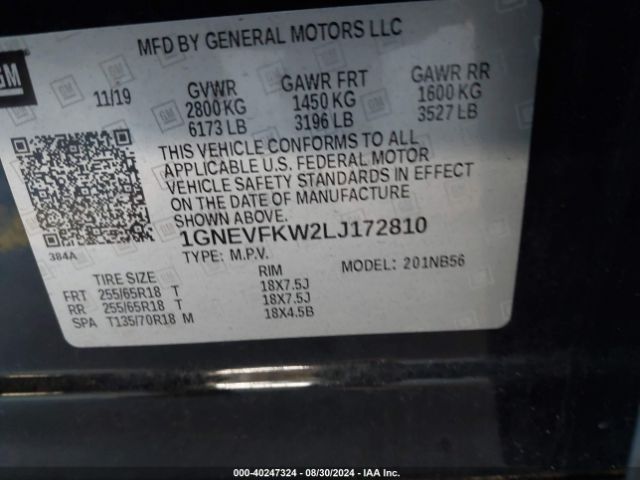 GM
MFD BY GENERAL MOTORS LLC
11/19
GVWR GAWR FRT GAWR RR
2800 KG 1450 KG 1600 KG
6173 LB 3196 LB 3527 LB
THIS VEHICLE CONFORMS TO ALL
APPLICABLE U.S. FEDERAL MOTOR
VEHICLE SAFETY STANDARDS IN EFFECT
ON THE DATE OF MANUFACTURE
SHOWN ABOVE.
1GNEVFKW2LJ172810
384A
TYPE: M.P.V. MODEL: 201NB56
TIRE SIZE RIM
FRT 255/65R18 T 18X7.5J
RR 255/65R18 T 18X7.5J
SPA T135/70R18 M 18X4.5B
000-40247324 - 08/30/2024 - IAA Inc.